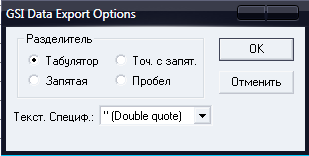 GSI Data Export Options
Разделитель
Табулятор
Точ. с запят.
Запятая
Пробел
OK
Отменить
Текст. Специф.: " (Double quote)